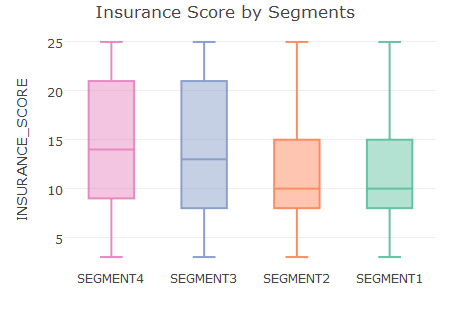 Insurance Score by Segments
INSURANCE_SCORE
25
20
15
10
5
SEGMENT4 SEGMENT3 SEGMENT2 SEGMENT1